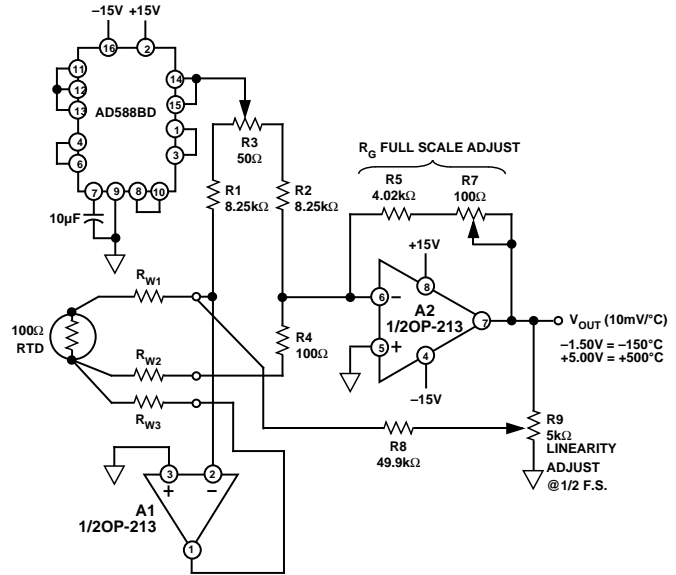 –15V +15V
16 2
11
12
13
14
15
AD588BD
1
3
4
6
7 9 8 10
10μF
R3
50Ω
R1
8.25kΩ
R2
8.25kΩ
RG FULL SCALE ADJUST
R5
4.02kΩ
R7
100Ω
+15V
8
6 –
A2
1/2OP-213
7
5 +
4
–15V
VOUT (10mV/°C)
–1.50V = –150°C
+5.00V = +500°C
RW1
100Ω
RTD
RW2
RW3
R4
100Ω
R8
49.9kΩ
R9
5kΩ
LINEARITY
ADJUST
@1/2 F.S.
3 2
+ –
A1
1/2OP-213
1